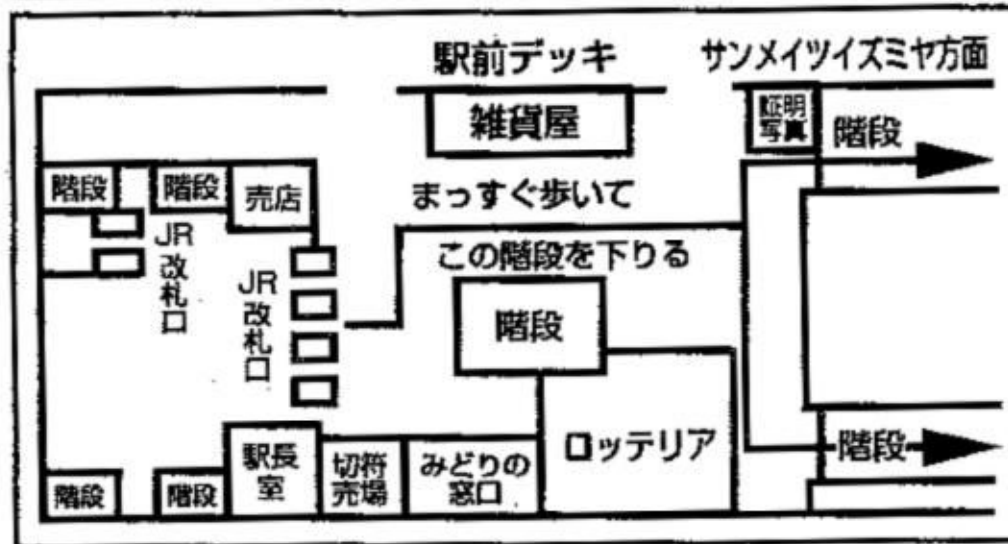 駅前デッキ
サンメイツイズミヤ方面
雑貨屋
証明
写真
階段
階段
階段
売店
まっすぐ歩いて
この階段を下りる
JR
改札口
JR
改札口
階段
ロッテリア
階段
駅長
室
切符
売場
みどりの
窓口
階段
階段